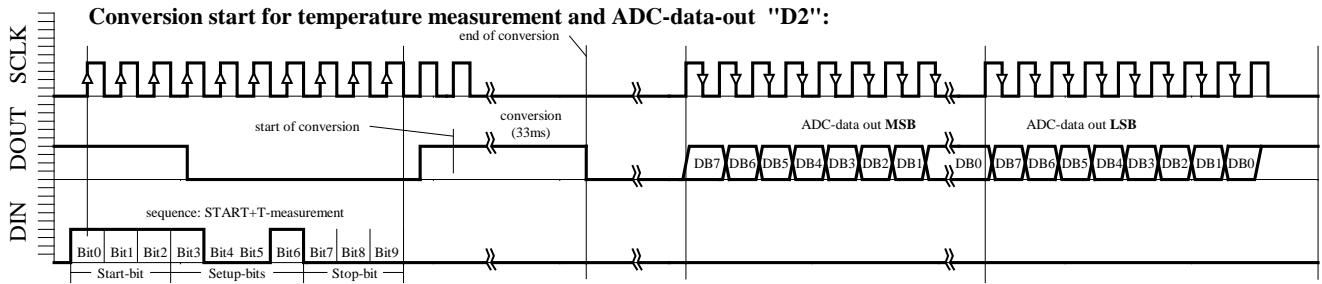 Conversion start for temperature measurement and ADC-data-out "D2":
end of conversion
SCLK
DOUT
start of conversion
conversion
(33ms)
ADC-data out MSB
ADC-data out LSB
DB7 DB6 DB5 DB4 DB3 DB2 DB1 DB0 DB7 DB6 DB5 DB4 DB3 DB2 DB1 DB0
DIN
sequence: START+T-measurement
Bit0 Bit1 Bit2 Bit3 Bit4 Bit5 Bit6 Bit7 Bit8 Bit9
Start-bit Setup-bits Stop-bit